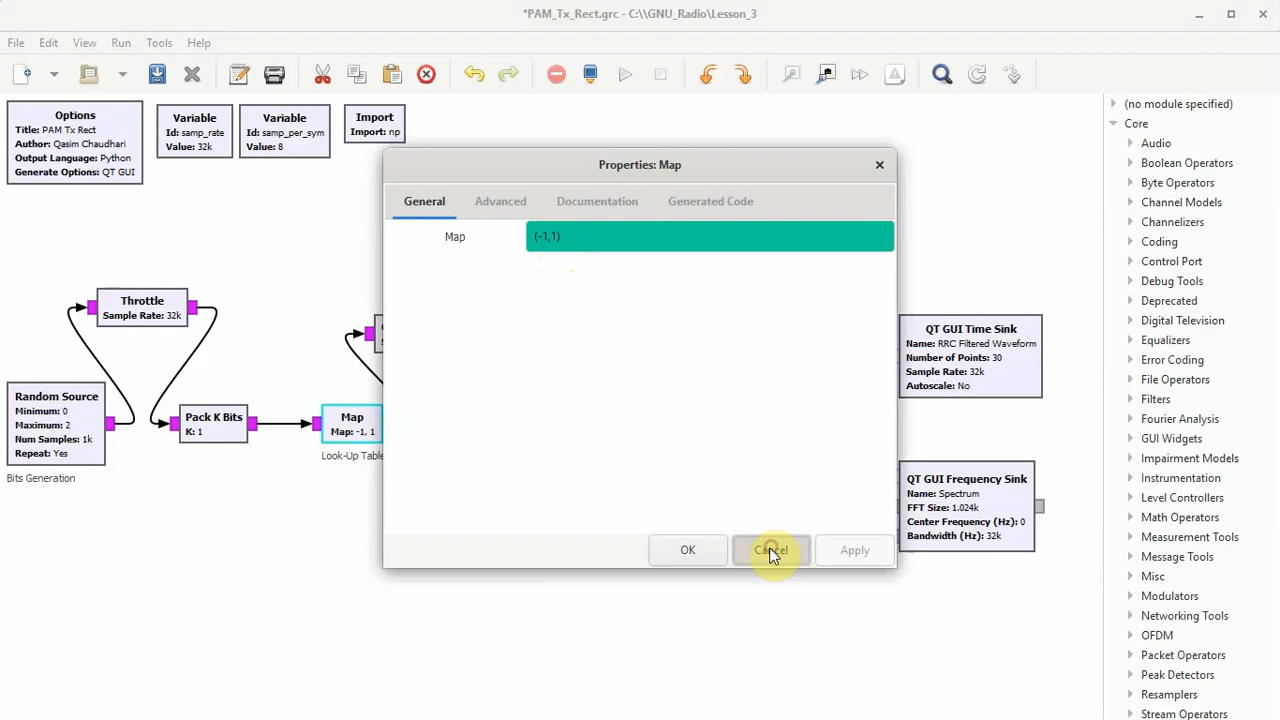 *PAM_Tx_Rect.grc - C:\\GNU_Radio\Lesson_3
File Edit View Run Tools Help
Options
Title: PAM Tx Rect
Author: Qasim Chaudhari
Output Language: Python
Generate Options: QT GUI
Variable
Id: samp_rate
Value: 32k
Variable
Id: samp_per_sym
Value: 8
Import
Import: np
Properties: Map
General Advanced Documentation Generated Code
Map (-1,1)
OK Cancel Apply
Throttle
Sample Rate: 32k
Random Source
Minimum: 0
Maximum: 2
Num Samples: 1k
Repeat: Yes
Bits Generation
Pack K Bits
K: 1
Map
Map: -1, 1
Look-Up Table
QT GUI Time Sink
Name: RRC Filtered Waveform
Number of Points: 30
Sample Rate: 32k
Autoscale: No
QT GUI Frequency Sink
Name: Spectrum
FFT Size: 1.024k
Center Frequency (Hz): 0
Bandwidth (Hz): 32k
(no module specified)
Core
Audio
Boolean Operators
Byte Operators
Channel Models
Channelizers
Coding
Control Port
Debug Tools
Deprecated
Digital Television
Equalizers
Error Coding
File Operators
Filters
Fourier Analysis
GUI Widgets
Impairment Models
Instrumentation
Level Controllers
Math Operators
Measurement Tools
Message Tools
Misc
Modulators
Networking Tools
OFDM
Packet Operators
Peak Detectors
Resamplers
Stream Operators